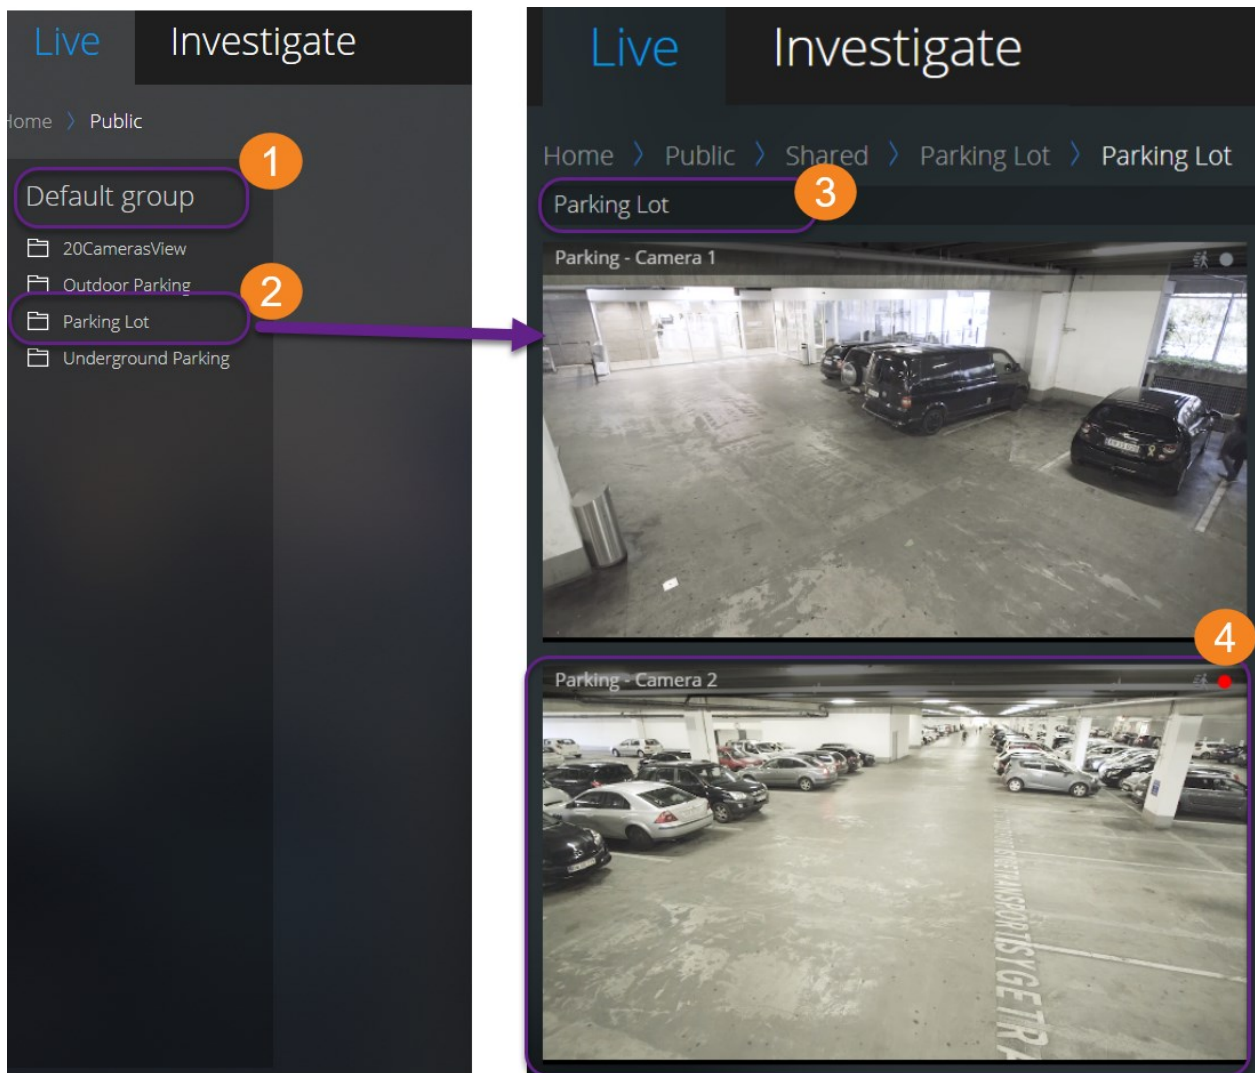 Live Investigate
Home > Public
1
Default group
20CamerasView
Outdoor Parking
2
Parking Lot
Underground Parking
Live Investigate
Home > Public > Shared > Parking Lot > Parking Lot
3
Parking Lot
Parking - Camera 1
4
Parking - Camera 2